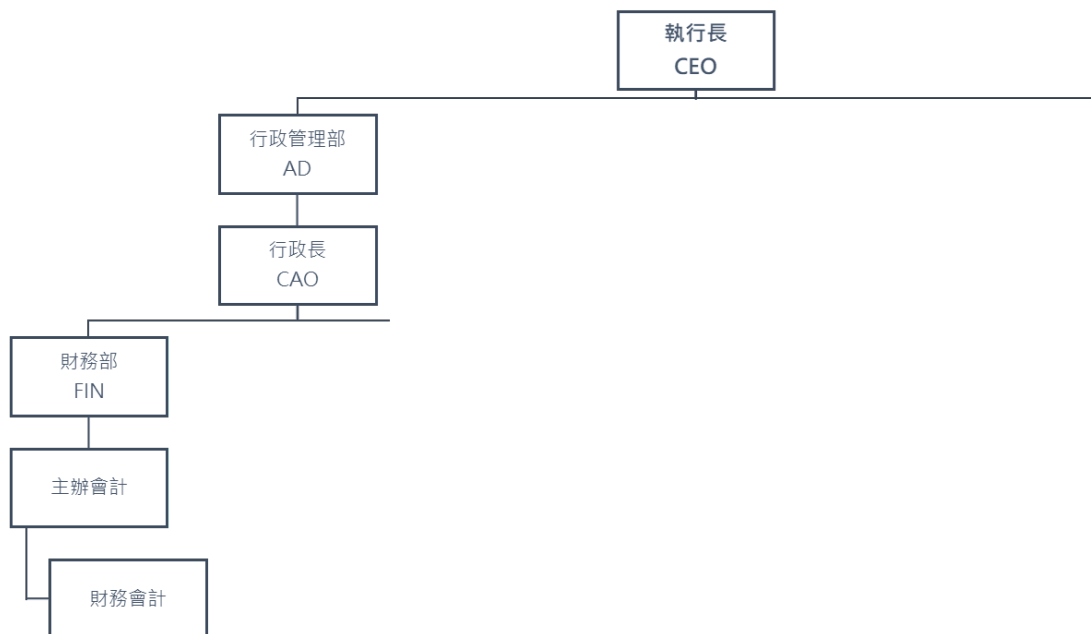 執行長
CEO
行政管理部
AD
行政長
CAO
財務部
FIN
主辦會計
財務會計